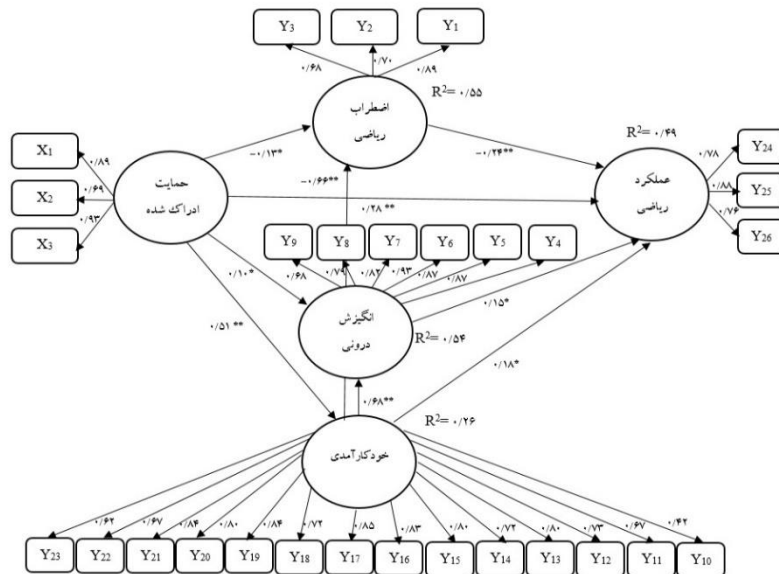 Y3 Y2 Y1
۰/۶۸ ۰/۷۰ ۰/۸۹
R2= ۰/۵۵
اضطراب
ریاضی
R2= ۰/۴۹
X1 ۰/۸۹
X2 ۰/۶۹
X3 ۰/۹۳
حمایت
ادراک شده
−۰/۱۳*
−۰/۲۴**
−۰/۶۶**
۰/۲۸ **
عملکرد
ریاضی
۰/۷۸ Y24
۰/۸۸ Y25
۰/۷۶ Y26
Y9 Y8 Y7 Y6 Y5 Y4
۰/۶۸ ۰/۷۹ ۰/۸۲ ۰/۹۳ ۰/۸۷ ۰/۸۷
۰/۱۰*
۰/۱۵*
انگیزش
درونی
R2= ۰/۵۴
۰/۵۱ **
۰/۱۸*
۰/۶۸**
R2= ۰/۲۶
خودکارآمدی
۰/۶۲ ۰/۶۷ ۰/۸۴ ۰/۸۰ ۰/۸۴ ۰/۷۲ ۰/۸۵ ۰/۸۳ ۰/۸۰ ۰/۷۲ ۰/۸۰ ۰/۷۳ ۰/۶۷ ۰/۴۲
Y23 Y22 Y21 Y20 Y19 Y18 Y17 Y16 Y15 Y14 Y13 Y12 Y11 Y10